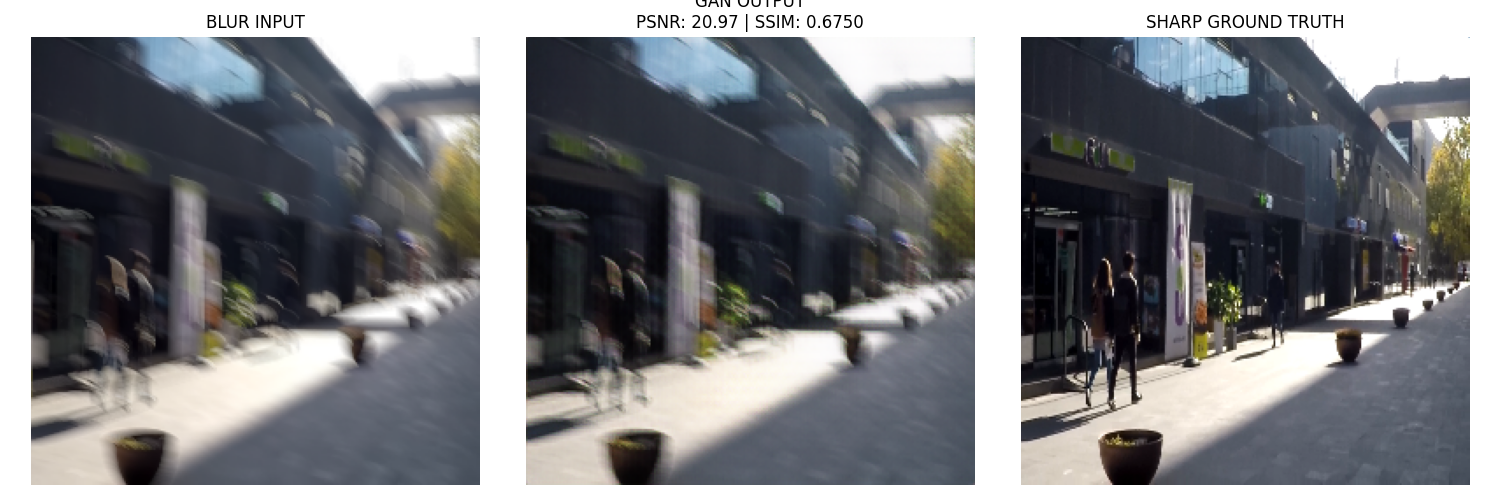 BLUR INPUT
GAN OUTPUT
PSNR: 20.97 | SSIM: 0.6750
SHARP GROUND TRUTH